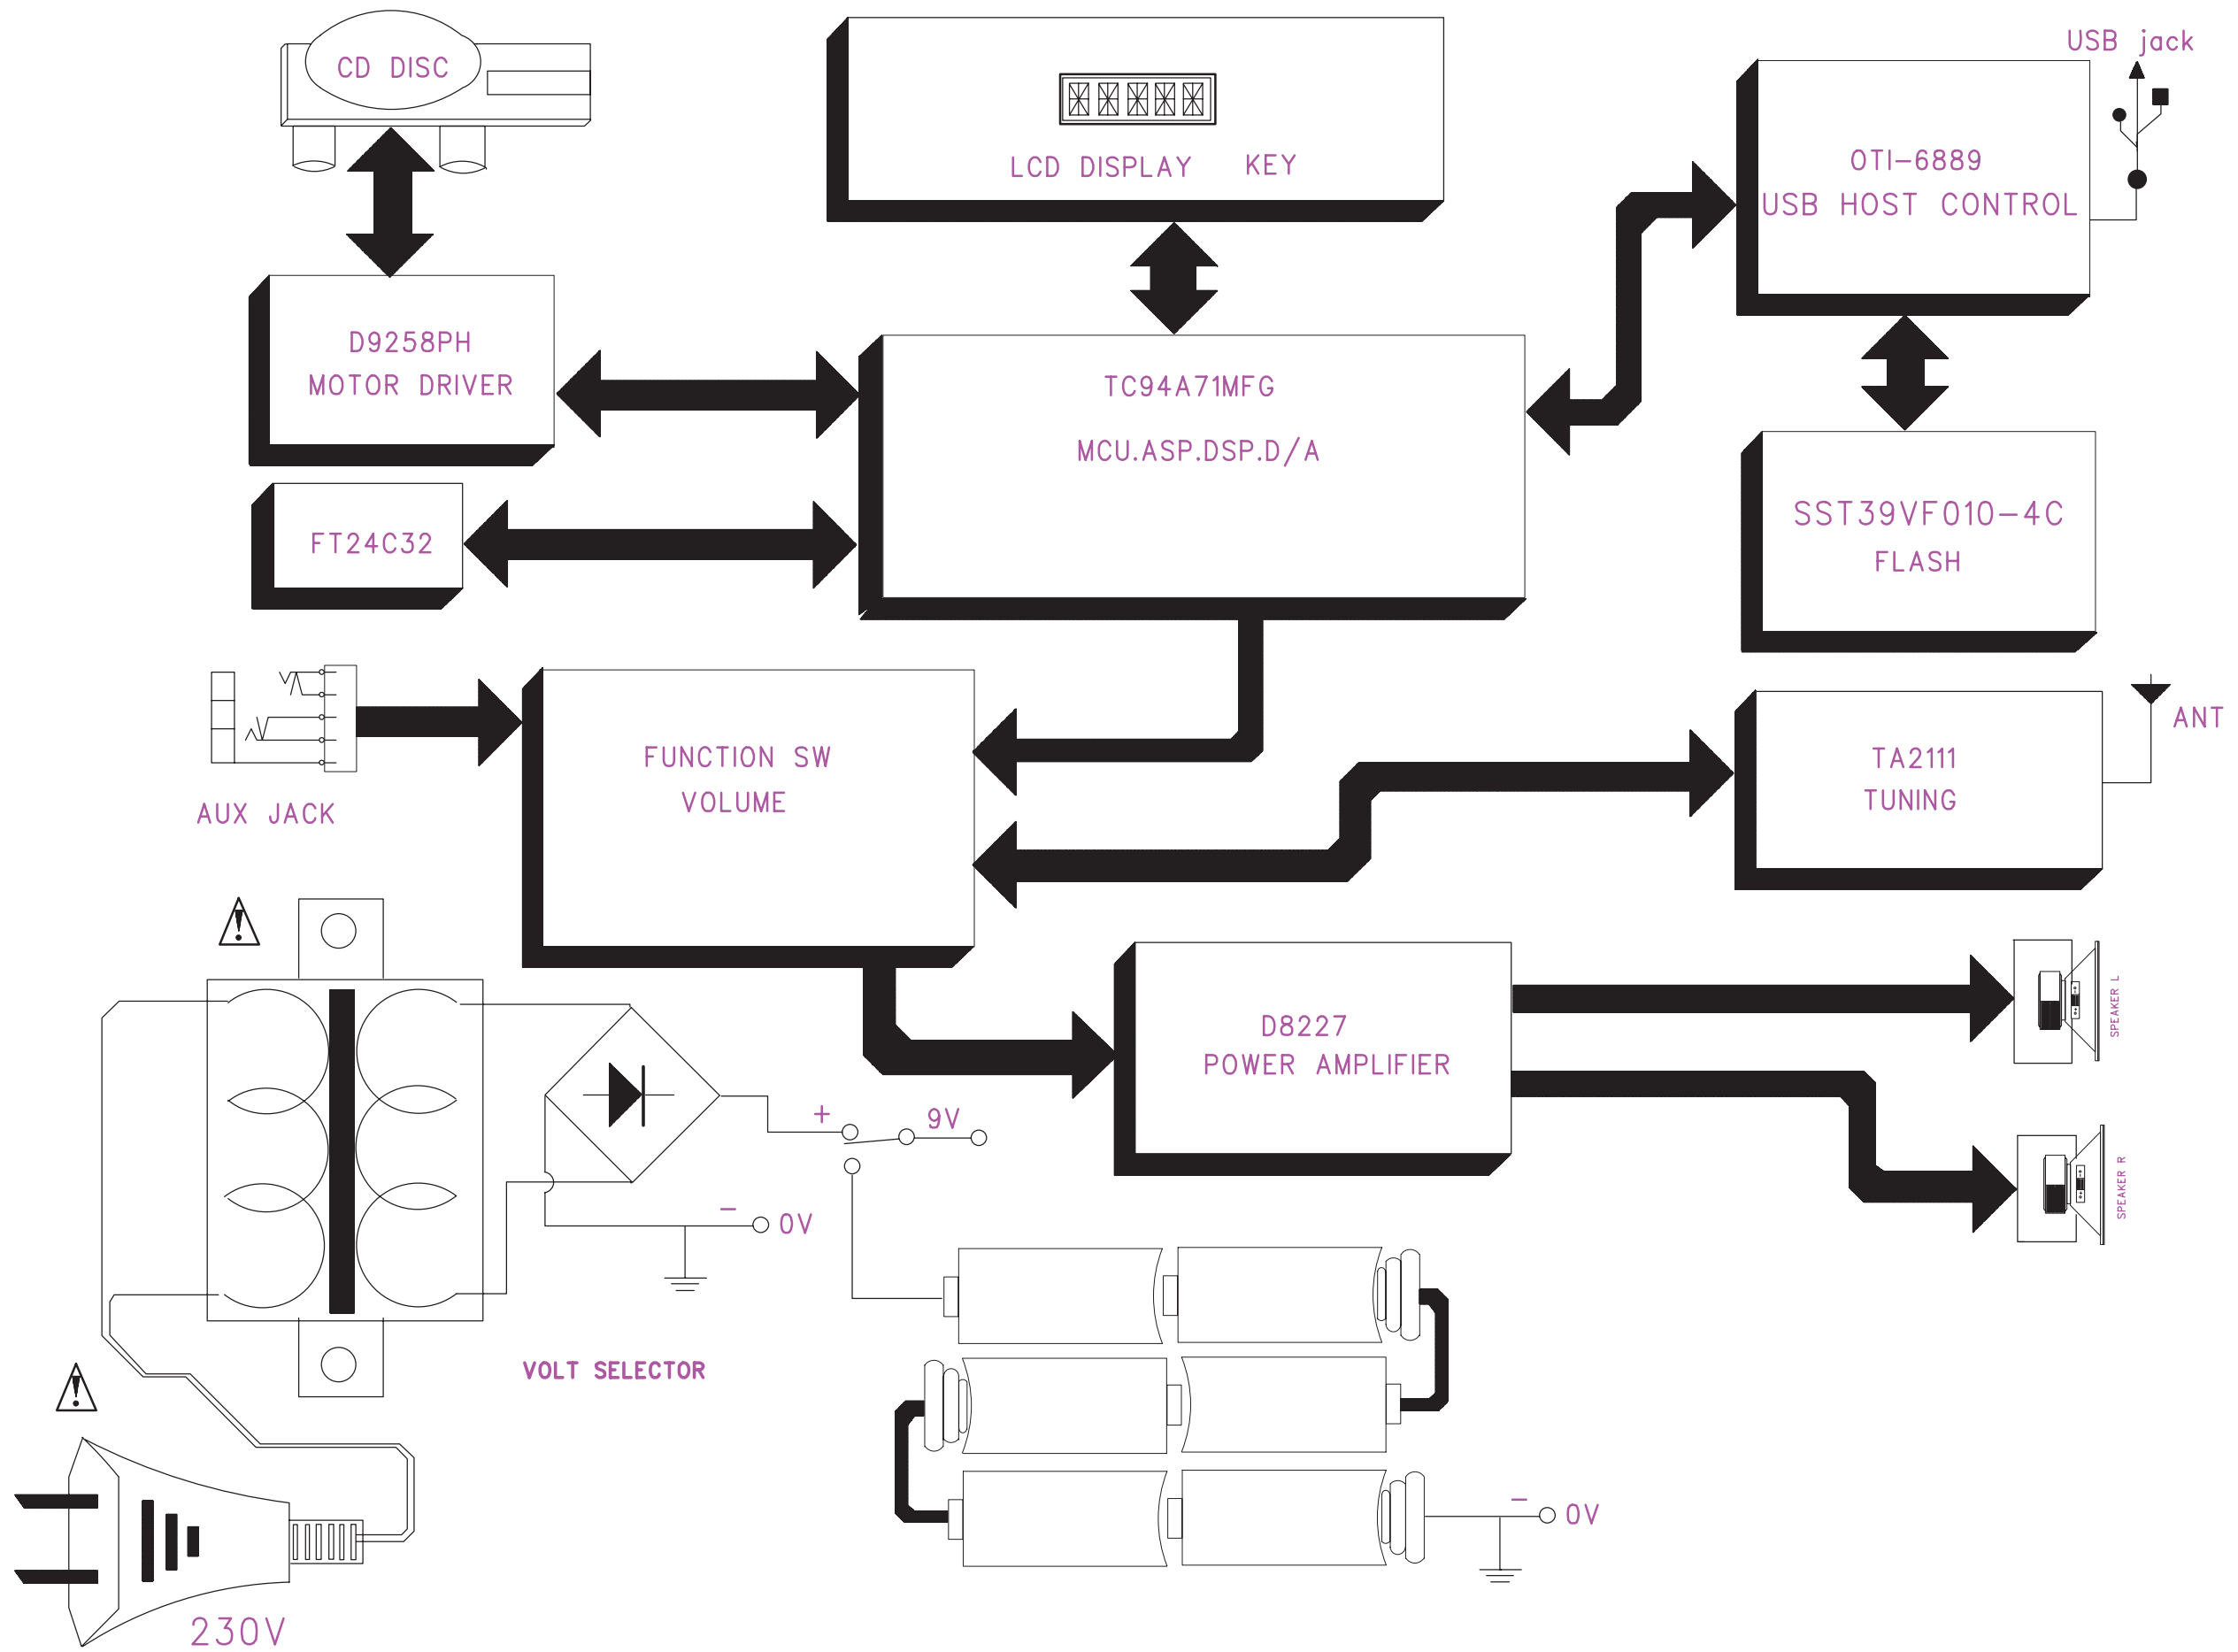 CD DISC
LCD DISPLAY KEY
USB jack
OTI-6889
USB HOST CONTROL
D9258PH
MOTOR DRIVER
TC94A71MFG
MCU.ASP.DSP.D/A
FT24C32
SST39VF010-4C
FLASH
AUX JACK
FUNCTION SW
VOLUME
TA2111
TUNING
ANT
D8227
POWER AMPLIFIER
SPEAKER L
SPEAKER R
+
9V
-
0V
VOLT SELECTOR
-
0V
230V